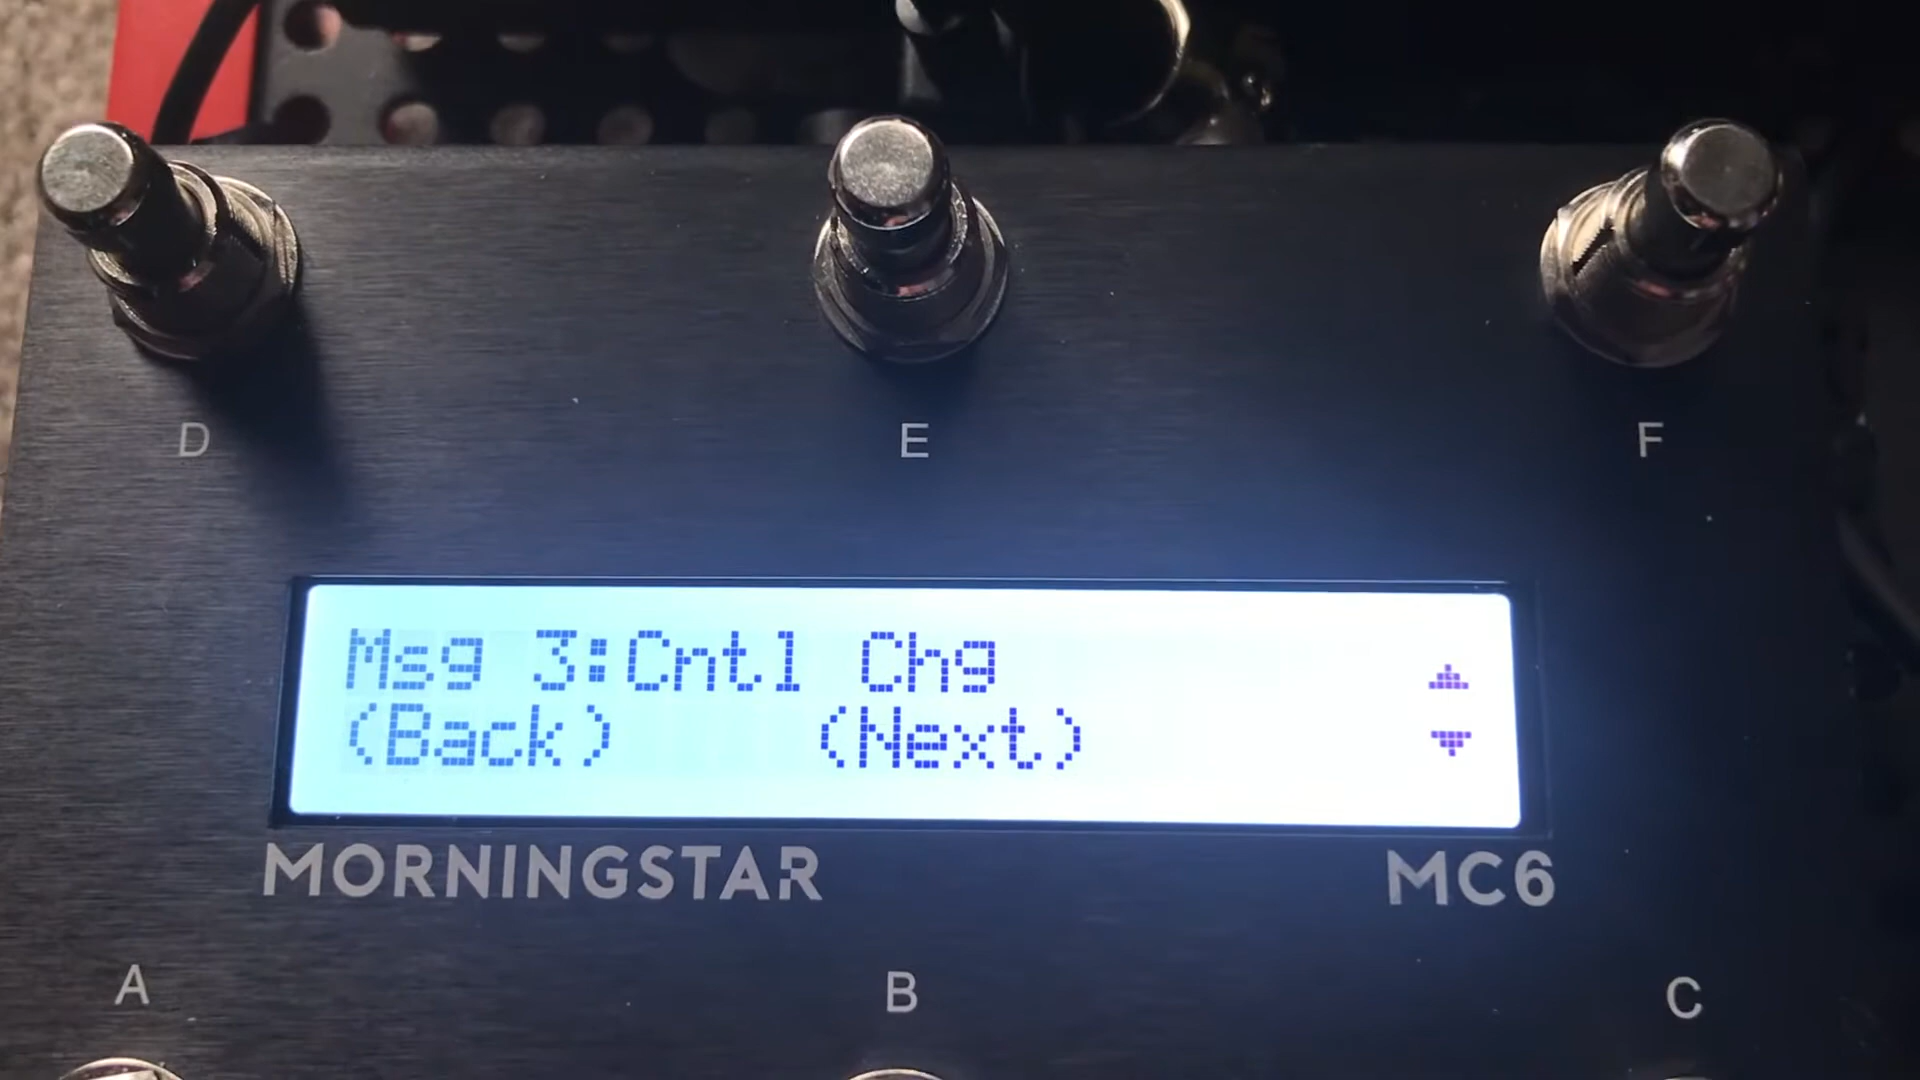 D E F
Msg 3:Cntl Chg
(Back) (Next)
MORNINGSTAR MC6
A B C